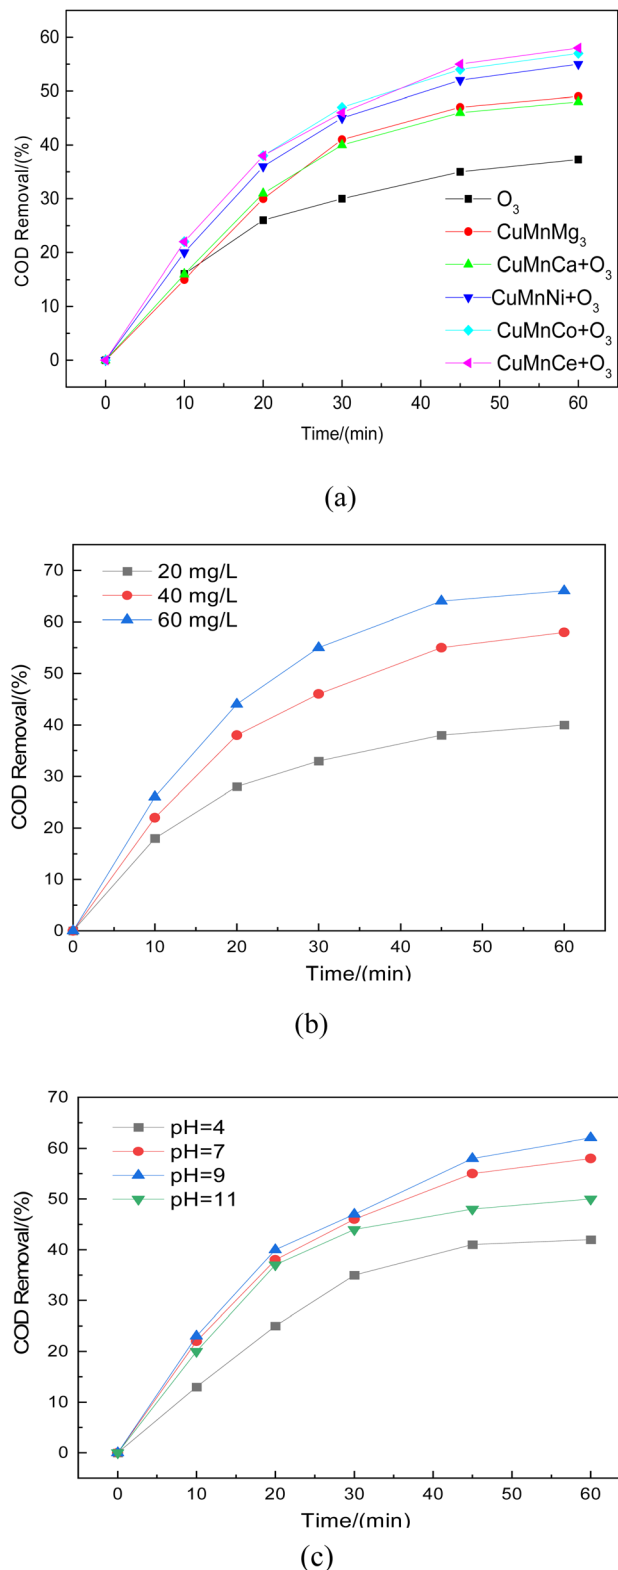 60
50
40
30
20
10
0
COD Removal/(%)
O₃
CuMnMg₃
CuMnCa+O₃
CuMnNi+O₃
CuMnCo+O₃
CuMnCe+O₃
0 10 20 30 40 50 60
Time/(min)
(a)
70
60
50
40
30
20
10
0
COD Removal/(%)
20 mg/L
40 mg/L
60 mg/L
0 10 20 30 40 50 60
Time/(min)
(b)
70
60
50
40
30
20
10
0
COD Removal/(%)
pH=4
pH=7
pH=9
pH=11
0 10 20 30 40 50 60
Time/(min)
(c)